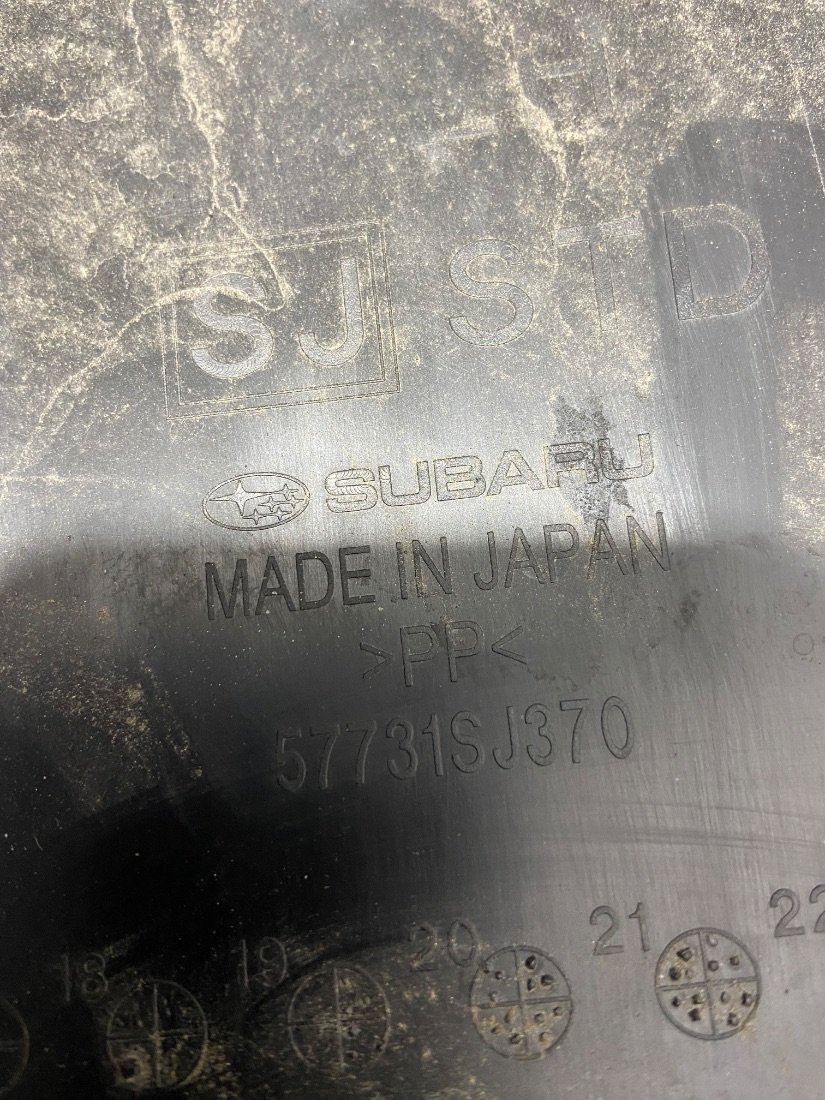 SJ STD
SUBARU
MADE IN JAPAN
>PP<
57731SJ370
18 19 20 21 22